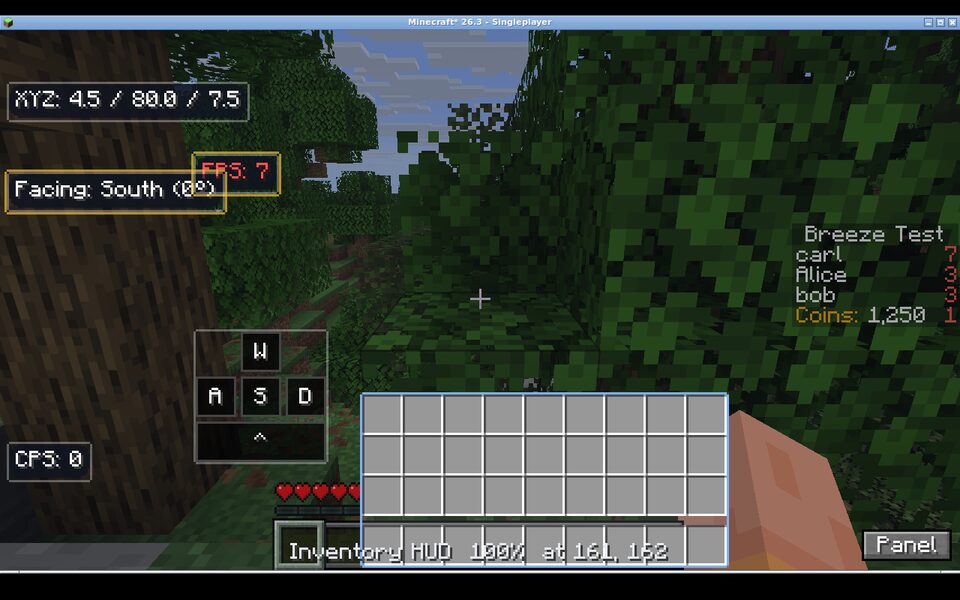 Minecraft* 26.3 - Singleplayer
XYZ: 4.5 / 80.0 / 7.5
FPS: 7
Facing: South (0°)
Breeze Test
carl 7
Alice 3
bob 3
Coins: 1,250 1
W
A S D
^
CPS: 0
Inventory HUD 100% at 161, 162
Panel